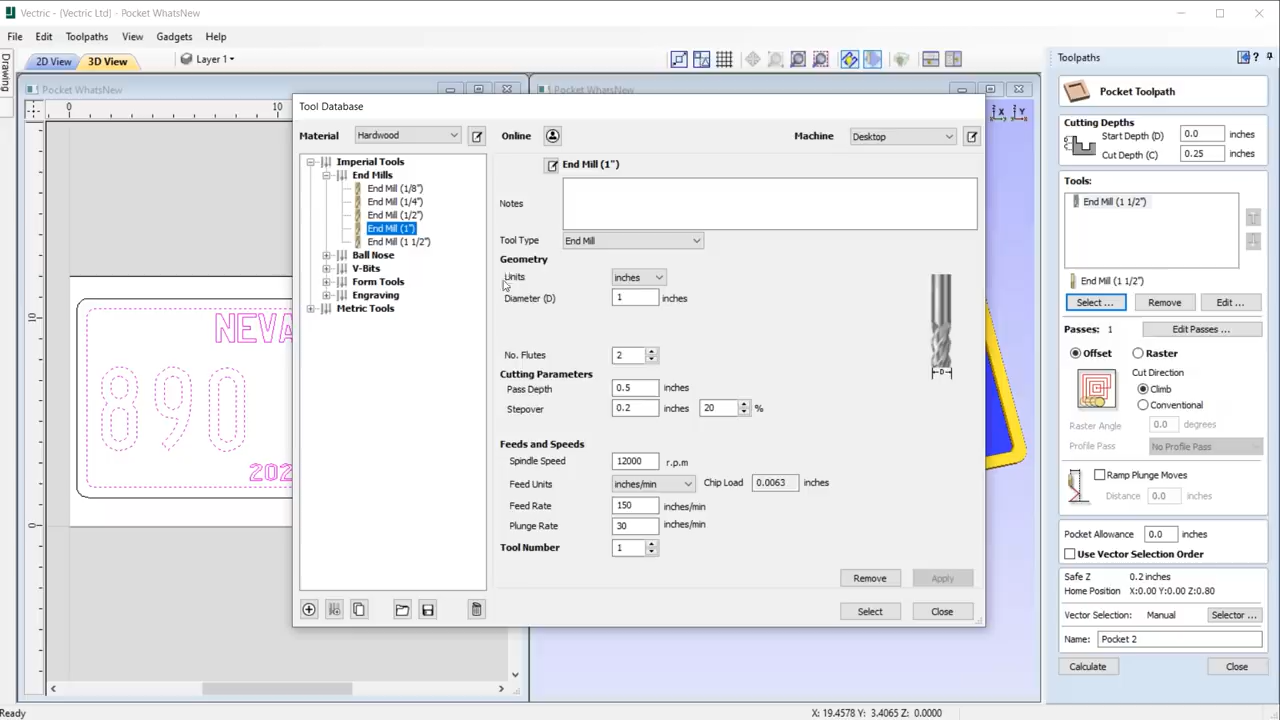 Vectric - {Vectric Ltd} - Pocket WhatsNew
File Edit Toolpaths View Gadgets Help
2D View 3D View Layer 1
Drawing
Pocket WhatsNew
0 10
10
0
NEVA
890
202
Pocket WhatsNew
X Y
Tool Database
Material Hardwood Online Machine Desktop
Imperial Tools
End Mills
End Mill (1/8")
End Mill (1/4")
End Mill (1/2")
End Mill (1")
End Mill (1 1/2")
Ball Nose
V-Bits
Form Tools
Engraving
Metric Tools
End Mill (1")
Notes
Tool Type End Mill
Geometry
Units inches
Diameter (D) 1 inches
D
No. Flutes 2
Cutting Parameters
Pass Depth 0.5 inches
Stepover 0.2 inches 20 %
Feeds and Speeds
Spindle Speed 12000 r.p.m
Feed Units inches/min Chip Load 0.0063 inches
Feed Rate 150 inches/min
Plunge Rate 30 inches/min
Tool Number 1
Remove Apply
Select Close
Toolpaths
Pocket Toolpath
Cutting Depths
Start Depth (D) 0.0 inches
Cut Depth (C) 0.25 inches
Tools:
End Mill (1 1/2")
End Mill (1 1/2")
Select ... Remove Edit ...
Passes: 1 Edit Passes ...
Offset Raster
Cut Direction
Climb
Conventional
Raster Angle 0.0 degrees
Profile Pass No Profile Pass
Ramp Plunge Moves
Distance 0.0 inches
Pocket Allowance 0.0 inches
Use Vector Selection Order
Safe Z 0.2 inches
Home Position X:0.00 Y:0.00 Z:0.80
Vector Selection: Manual Selector ...
Name: Pocket 2
Calculate Close
Ready X: 19.4578 Y: 3.4065 Z: 0.0000